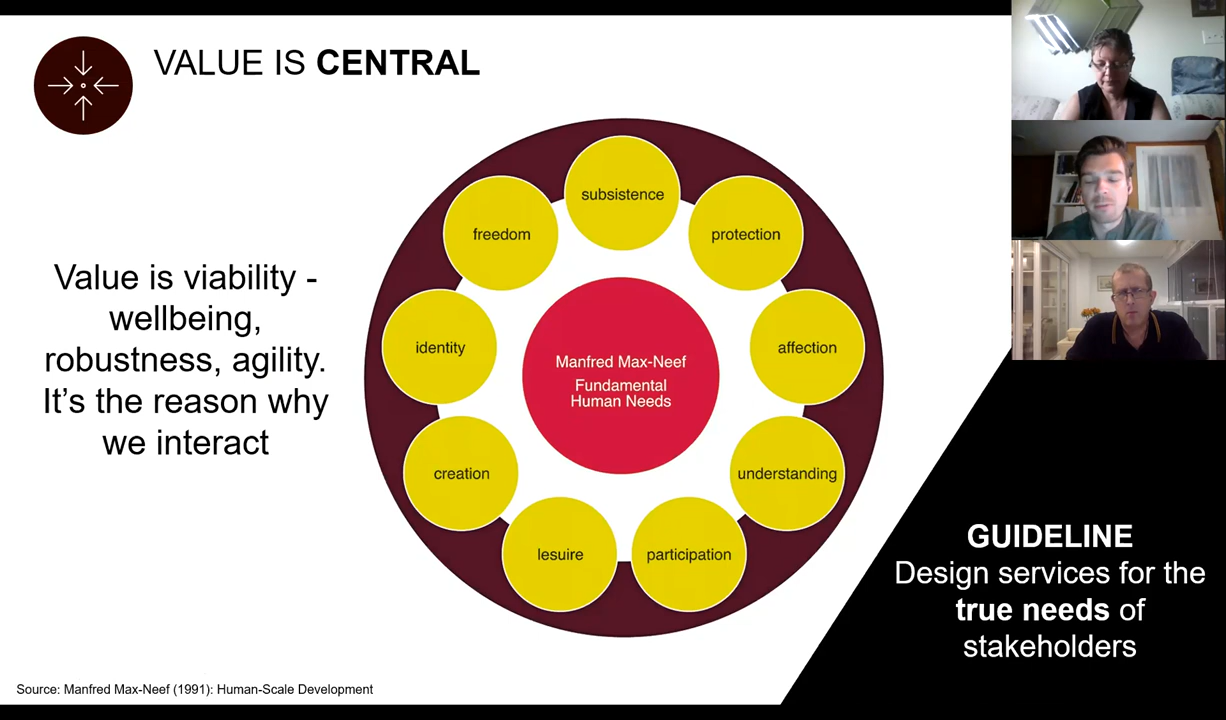 VALUE IS CENTRAL
Value is viability -
wellbeing,
robustness, agility.
It’s the reason why
we interact
subsistence
protection
affection
understanding
participation
lesuire
creation
identity
freedom
Manfred Max-Neef
Fundamental
Human Needs
GUIDELINE
Design services for the
true needs of
stakeholders
Source: Manfred Max-Neef (1991): Human-Scale Development